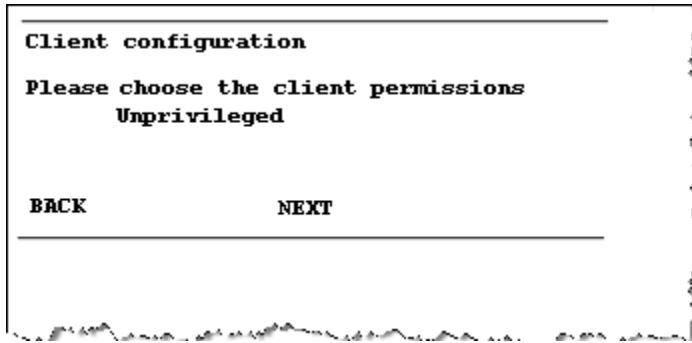 Client configuration
Please choose the client permissions
Unprivileged
BACK NEXT